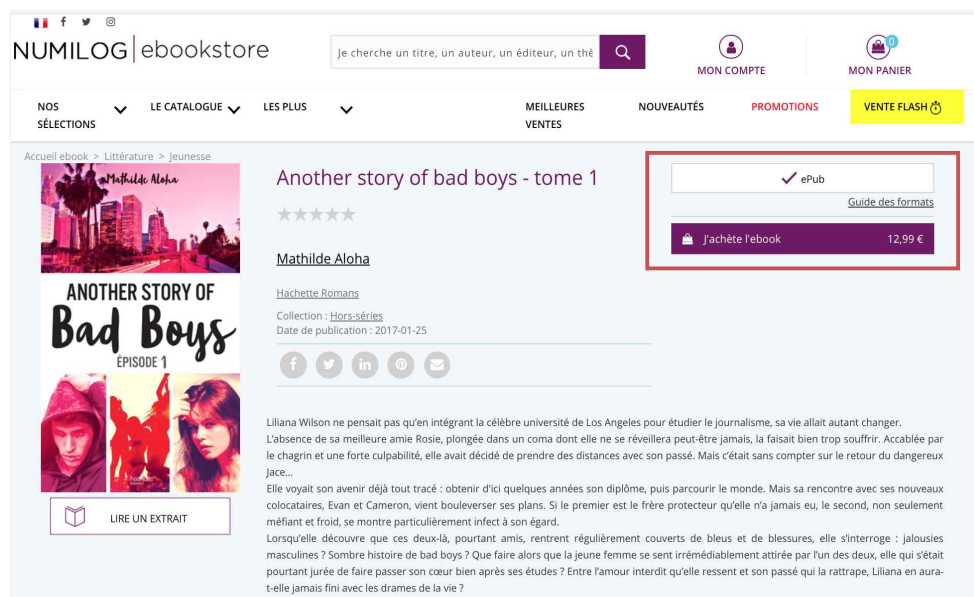 NUMILOG ebookstore
Je cherche un titre, un auteur, un éditeur, un thè
MON COMPTE
0
MON PANIER
NOS SÉLECTIONS
LE CATALOGUE
LES PLUS
MEILLEURES VENTES
NOUVEAUTÉS
PROMOTIONS
VENTE FLASH
Accueil ebook > Littérature > Jeunesse
Mathilde Aloha
ANOTHER STORY OF
Bad Boys
ÉPISODE 1
LIRE UN EXTRAIT
Another story of bad boys - tome 1
Mathilde Aloha
Hachette Romans
Collection : Hors-séries
Date de publication : 2017-01-25
ePub
Guide des formats
J'achète l'ebook 12,99 €
Liliana Wilson ne pensait pas qu'en intégrant la célèbre université de Los Angeles pour étudier le journalisme, sa vie allait autant changer.
L'absence de sa meilleure amie Rosie, plongée dans un coma dont elle ne se réveillera peut-être jamais, la faisait bien trop souffrir. Accablée par
le chagrin et une forte culpabilité, elle avait décidé de prendre des distances avec son passé. Mais c'était sans compter sur le retour du dangereux
Jace...
Elle voyait son avenir déjà tout tracé : obtenir d'ici quelques années son diplôme, puis parcourir le monde. Mais sa rencontre avec ses nouveaux
colocataires, Evan et Cameron, vient bouleverser ses plans. Si le premier est le frère protecteur qu'elle n'a jamais eu, le second, non seulement
méfiant et froid, se montre particulièrement infect à son égard.
Lorsqu'elle découvre que ces deux-là, pourtant amis, rentrent régulièrement couverts de bleus et de blessures, elle s'interroge : jalousies
masculines ? Sombre histoire de bad boys ? Que faire alors que la jeune femme se sent irrémédiablement attirée par l'un des deux, elle qui s'était
pourtant jurée de faire passer son cœur bien après ses études ? Entre l'amour interdit qu'elle ressent et son passé qui la rattrape, Liliana en aura-
t-elle jamais fini avec les drames de la vie ?